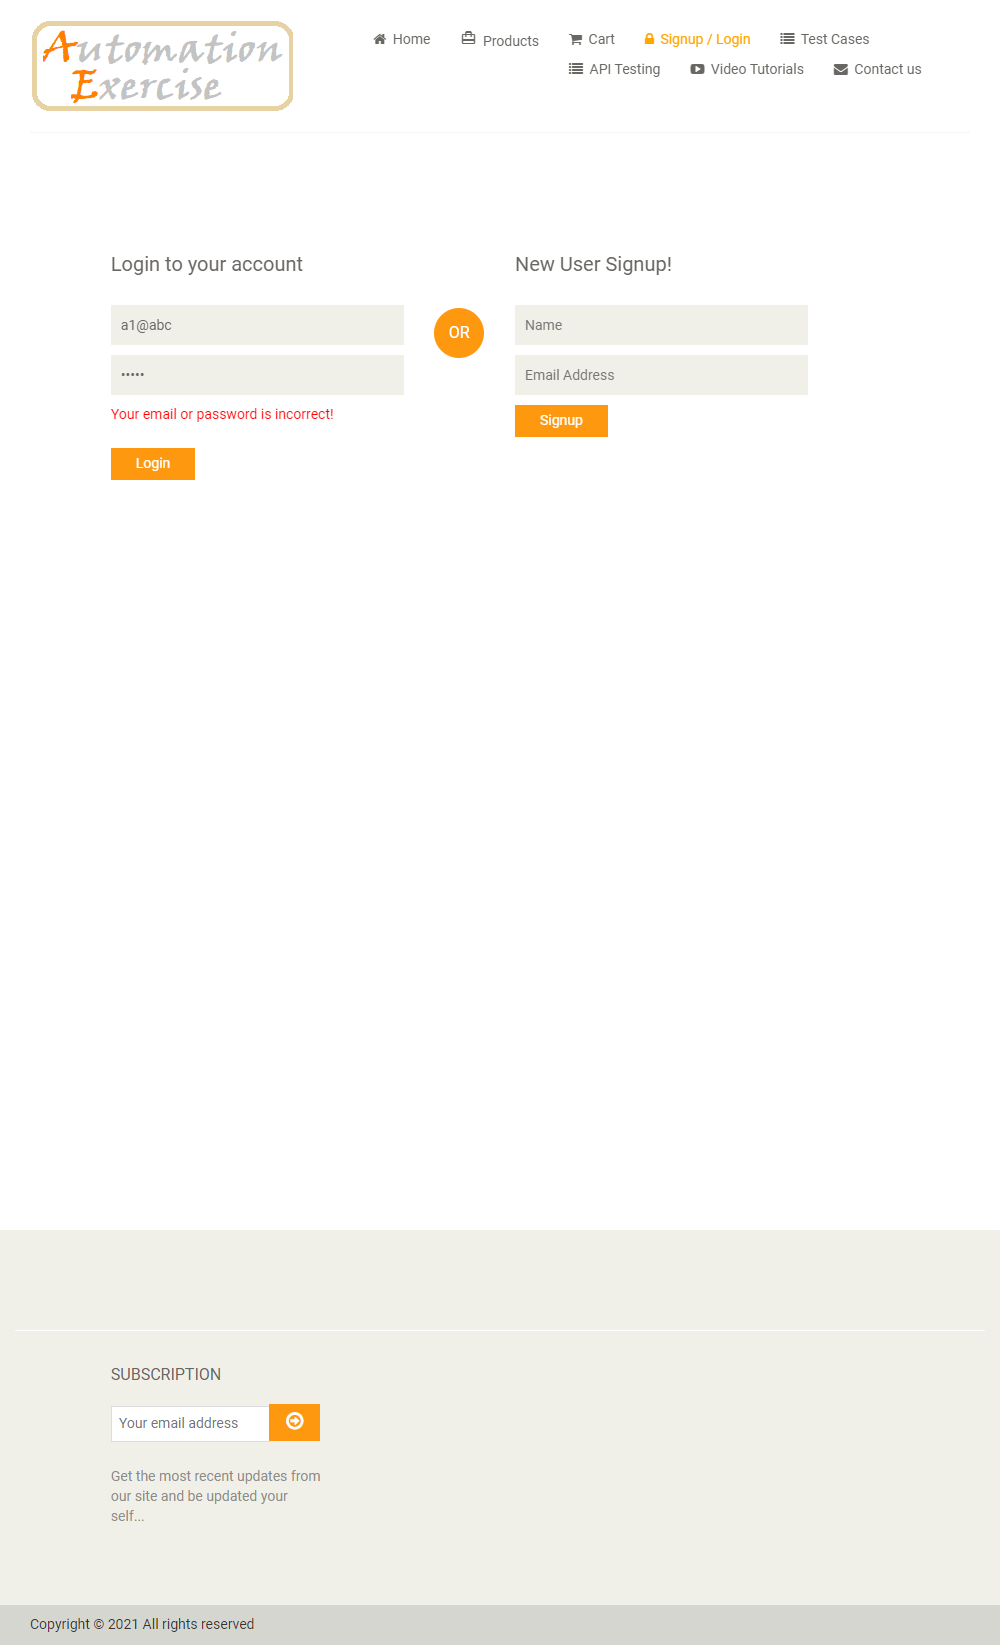 Automation
Exercise
Home
Products
Cart
Signup / Login
Test Cases
API Testing
Video Tutorials
Contact us
Login to your account
a1@abc
•••••
Your email or password is incorrect!
Login
OR
New User Signup!
Name
Email Address
Signup
SUBSCRIPTION
Your email address
Get the most recent updates from
our site and be updated your
self...
Copyright © 2021 All rights reserved